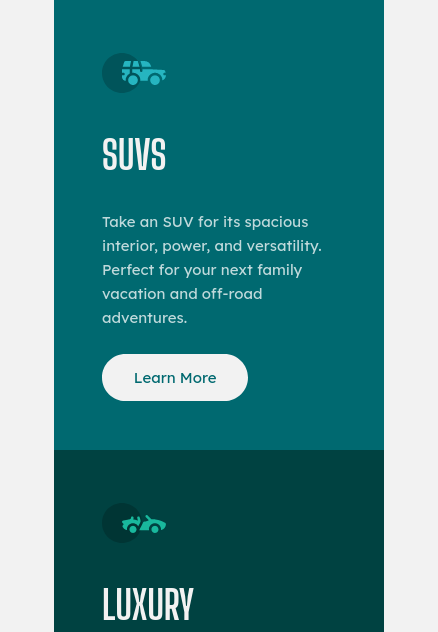 SUVS
Take an SUV for its spacious
interior, power, and versatility.
Perfect for your next family
vacation and off-road
adventures.
Learn More
LUXURY